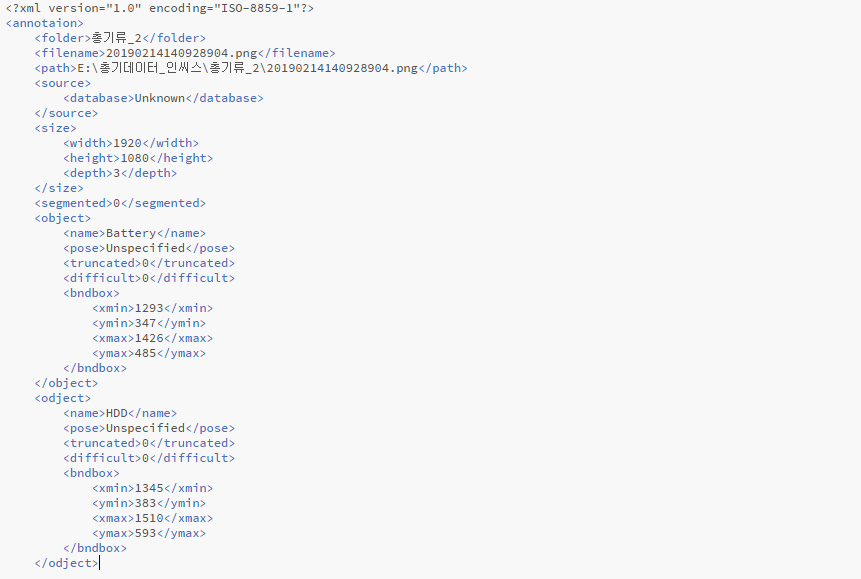 <?xml version="1.0" encoding="ISO-8859-1"?>
<annotaion>
<folder>총기류_2</folder>
<filename>20190214140928904.png</filename>
<path>E:\총기데이터_인씨스\총기류_2\20190214140928904.png</path>
<source>
<database>Unknown</database>
</source>
<size>
<width>1920</width>
<height>1080</height>
<depth>3</depth>
</size>
<segmented>0</segmented>
<object>
<name>Battery</name>
<pose>Unspecified</pose>
<truncated>0</truncated>
<difficult>0</difficult>
<bndbox>
<xmin>1293</xmin>
<ymin>347</ymin>
<xmax>1426</xmax>
<ymax>485</ymax>
</bndbox>
</object>
<odject>
<name>HDD</name>
<pose>Unspecified</pose>
<truncated>0</truncated>
<difficult>0</difficult>
<bndbox>
<xmin>1345</xmin>
<ymin>383</ymin>
<xmax>1510</xmax>
<ymax>593</ymax>
</bndbox>
</odject>